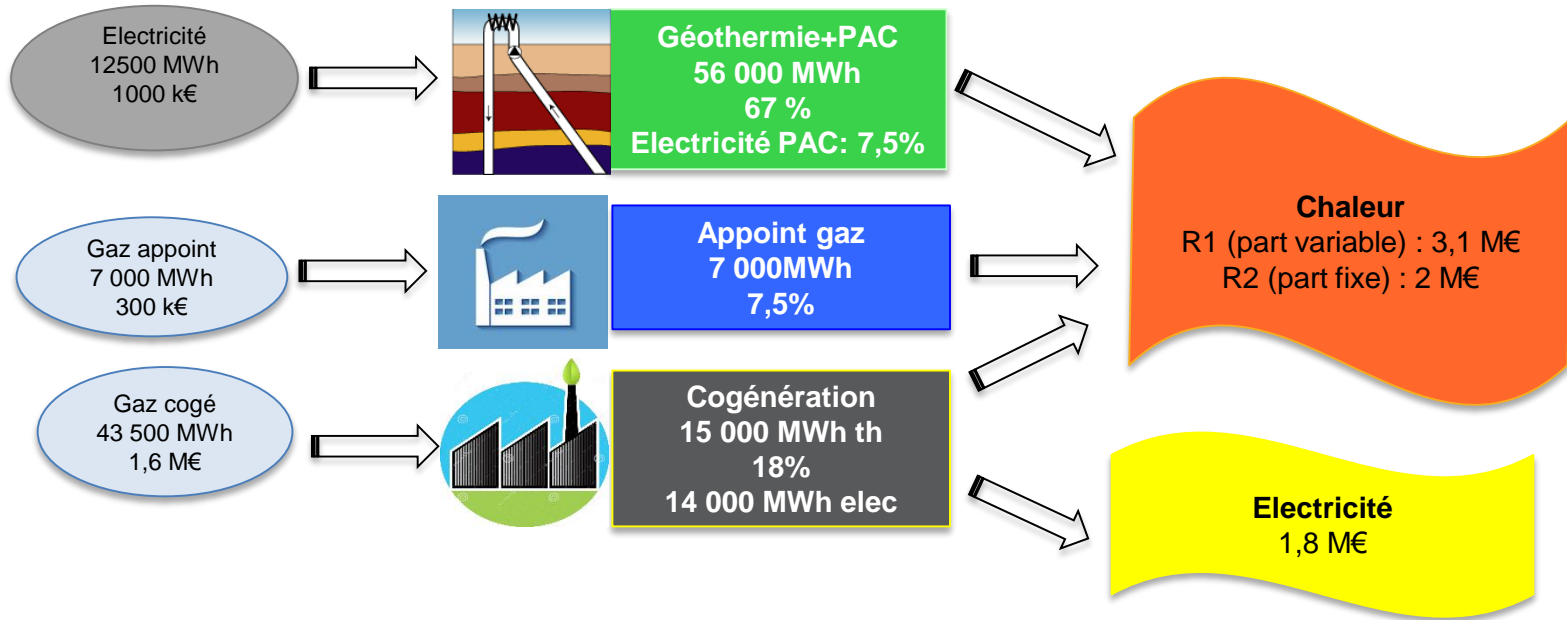 Electricité
12500 MWh
1000 k€
Géothermie+PAC
56 000 MWh
67 %
Electricité PAC: 7,5%
Gaz appoint
7 000 MWh
300 k€
Appoint gaz
7 000MWh
7,5%
Gaz cogé
43 500 MWh
1,6 M€
Cogénération
15 000 MWh th
18%
14 000 MWh elec
Chaleur
R1 (part variable) : 3,1 M€
R2 (part fixe) : 2 M€
Electricité
1,8 M€